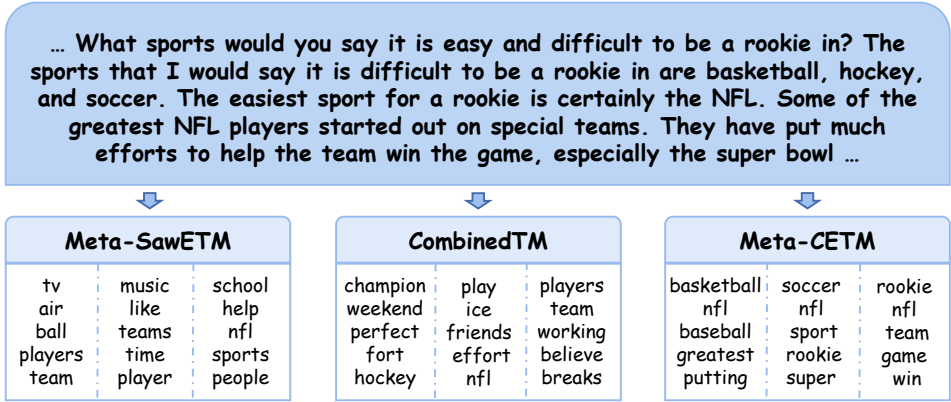 … What sports would you say it is easy and difficult to be a rookie in? The
sports that I would say it is difficult to be a rookie in are basketball, hockey,
and soccer. The easiest sport for a rookie is certainly the NFL. Some of the
greatest NFL players started out on special teams. They have put much
efforts to help the team win the game, especially the super bowl …
Meta-SawETM
tv music school
air like help
ball teams nfl
players time sports
team player people
CombinedTM
champion play players
weekend ice team
perfect friends working
fort effort believe
hockey nfl breaks
Meta-CETM
basketball soccer rookie
nfl nfl nfl
baseball sport team
greatest rookie game
putting super win